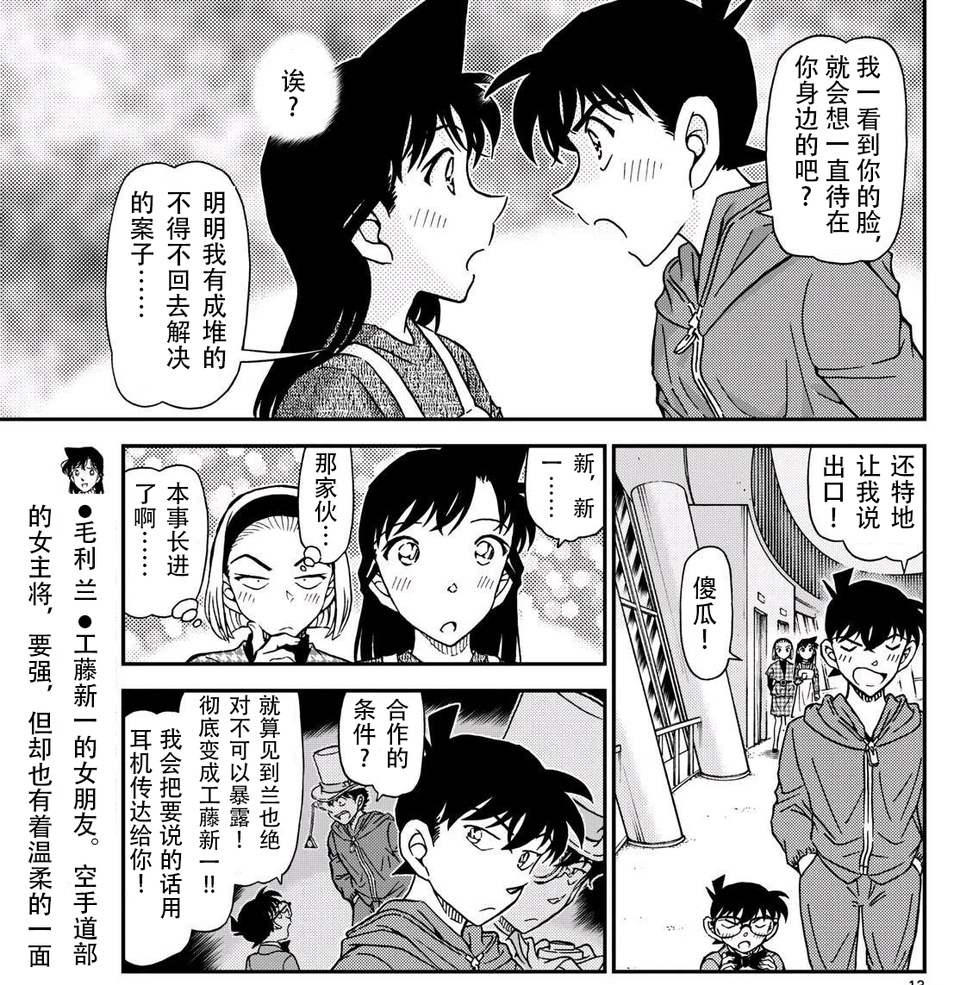 我一看到你的脸,
就会想一直待在
你身边的吧?
诶?
明明我有成堆的
不得不回去解决
的案子……
还特地
让我说
出口!
傻瓜!
新,新
一……
那家伙…
本事长进
了啊……
合作的
条件?
就算见到兰也绝
对不可以暴露!
彻底变成工藤新一!!
我会把要说的话用
耳机传达给你!
●毛利兰●工藤新一的女朋友。空手道部
的女主将,要强,但却也有着温柔的一面